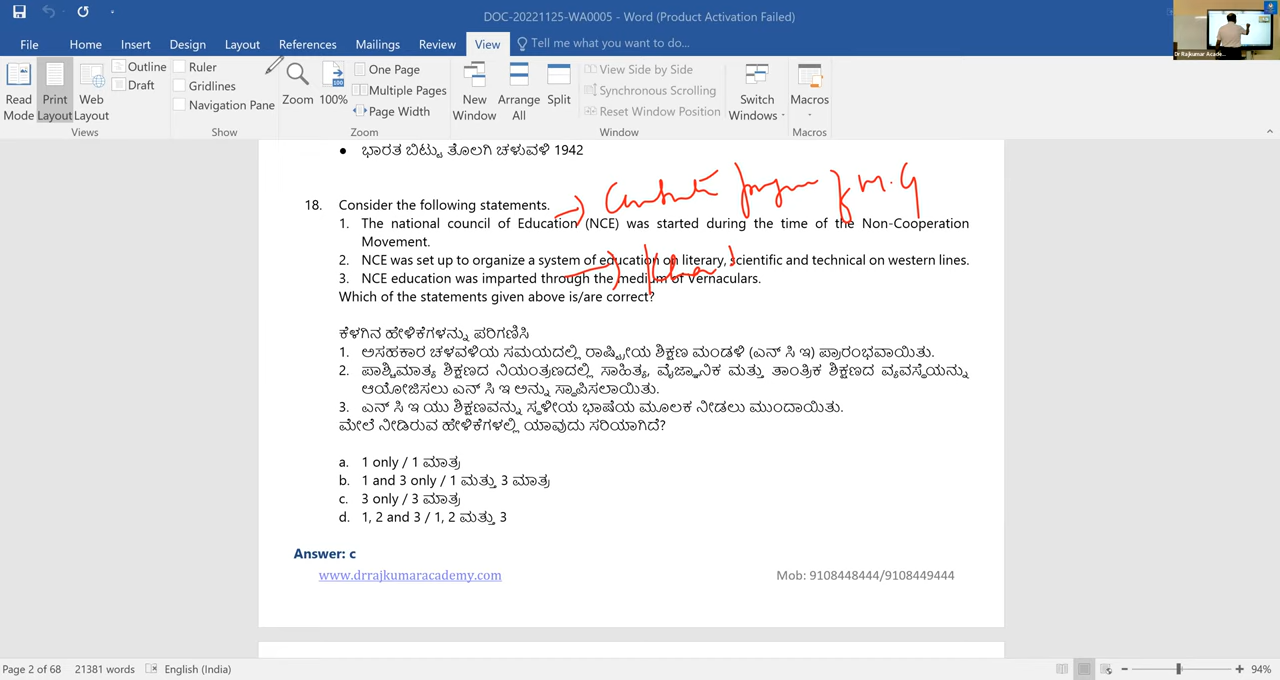 DOC-20221125-WA0005 - Word (Product Activation Failed)
File Home Insert Design Layout References Mailings Review View Tell me what you want to do...
Read Mode
Print Layout
Web Layout
Outline
Draft
Views
Ruler
Gridlines
Navigation Pane
Show
Zoom
100%
One Page
Multiple Pages
Page Width
Zoom
New Window
Arrange All
Split
View Side by Side
Synchronous Scrolling
Reset Window Position
Window
Switch Windows
Macros
Macros
Dr Rajkumar Acade...
• ಭಾರತ ಬಿಟ್ಟು ತೊಲಗಿ ಚಳುವಳಿ 1942
M.G
18. Consider the following statements.
1. The national council of Education (NCE) was started during the time of the Non-Cooperation
Movement.
2. NCE was set up to organize a system of education on literary, scientific and technical on western lines.
3. NCE education was imparted through the medium of Vernaculars.
Which of the statements given above is/are correct?
ಕೆಳಗಿನ ಹೇಳಿಕೆಗಳನ್ನು ಪರಿಗಣಿಸಿ
1. ಅಸಹಕಾರ ಚಳವಳಿಯ ಸಮಯದಲ್ಲಿ ರಾಷ್ಟ್ರೀಯ ಶಿಕ್ಷಣ ಮಂಡಳಿ (ಎನ್ ಸಿ ಇ) ಪ್ರಾರಂಭವಾಯಿತು.
2. ಪಾಶ್ಚಿಮಾತ್ಯ ಶಿಕ್ಷಣದ ನಿಯಂತ್ರಣದಲ್ಲಿ ಸಾಹಿತ್ಯ, ವೈಜ್ಞಾನಿಕ ಮತ್ತು ತಾಂತ್ರಿಕ ಶಿಕ್ಷಣದ ವ್ಯವಸ್ಥೆಯನ್ನು
ಆಯೋಜಿಸಲು ಎನ್ ಸಿ ಇ ಅನ್ನು ಸ್ಥಾಪಿಸಲಾಯಿತು.
3. ಎನ್ ಸಿ ಇ ಯು ಶಿಕ್ಷಣವನ್ನು ಸ್ಥಳೀಯ ಭಾಷೆಯ ಮೂಲಕ ನೀಡಲು ಮುಂದಾಯಿತು.
ಮೇಲೆ ನೀಡಿರುವ ಹೇಳಿಕೆಗಳಲ್ಲಿ ಯಾವುದು ಸರಿಯಾಗಿದೆ?
a. 1 only / 1 ಮಾತ್ರ
b. 1 and 3 only / 1 ಮತ್ತು 3 ಮಾತ್ರ
c. 3 only / 3 ಮಾತ್ರ
d. 1, 2 and 3 / 1, 2 ಮತ್ತು 3
Answer: c
www.drrajkumaracademy.com Mob: 9108448444/9108449444
Page 2 of 68 21381 words English (India) 94%